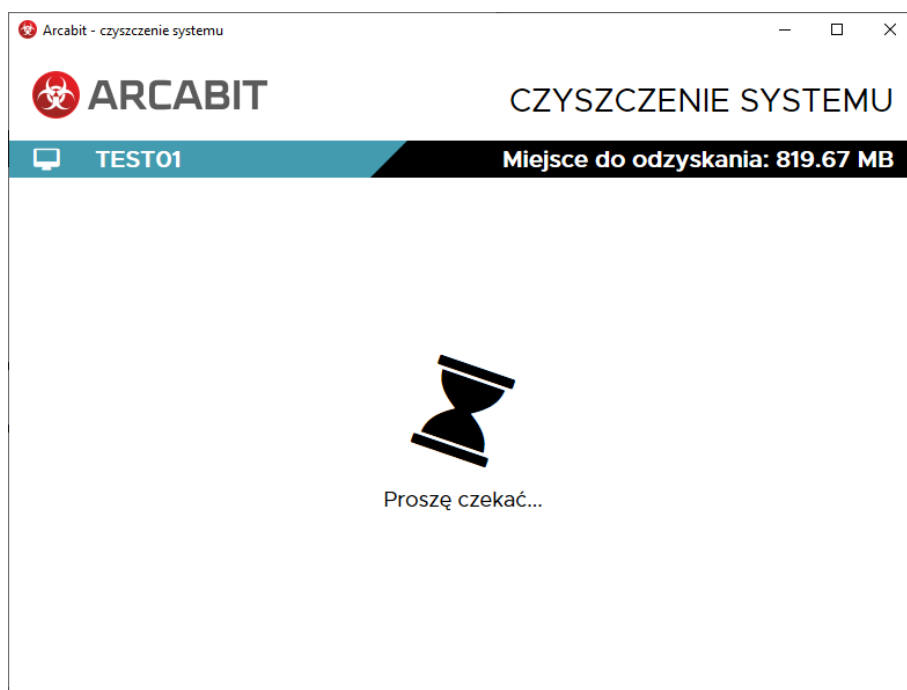 Arcabit - czyszczenie systemu
ARCABIT
CZYSZCZENIE SYSTEMU
TEST01
Miejsce do odzyskania: 819.67 MB
Proszę czekać...